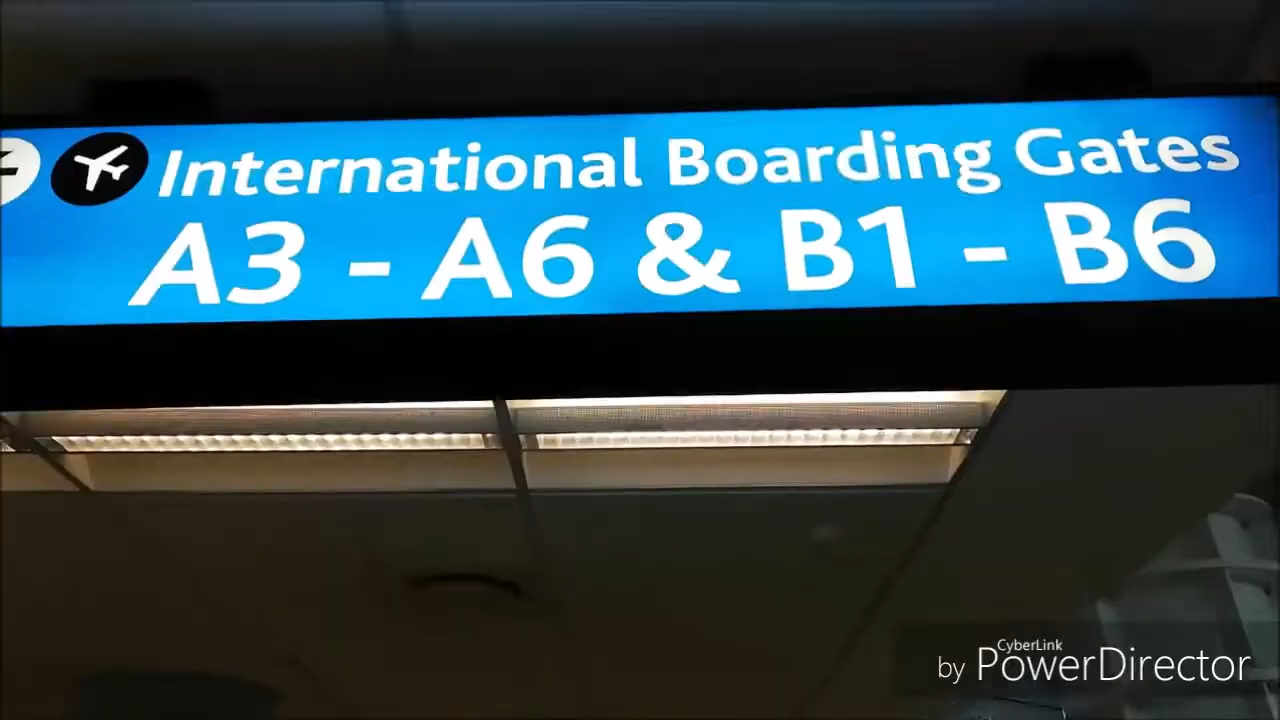 International Boarding Gates
A3 - A6 & B1 - B6
CyberLink
by PowerDirector